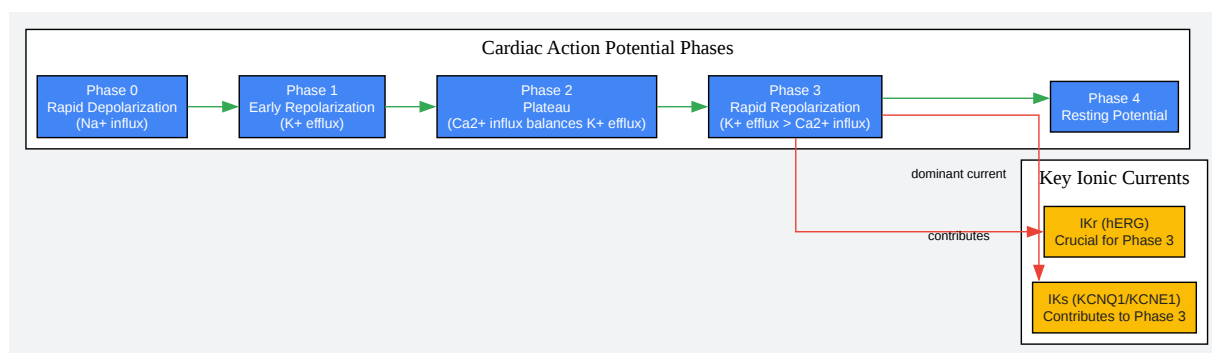 Cardiac Action Potential Phases
Phase 0
Rapid Depolarization
(Na+ influx)
Phase 1
Early Repolarization
(K+ efflux)
Phase 2
Plateau
(Ca2+ influx balances K+ efflux)
Phase 3
Rapid Repolarization
(K+ efflux > Ca2+ influx)
Phase 4
Resting Potential
dominant current
contributes
Key Ionic Currents
IKr (hERG)
Crucial for Phase 3
IKs (KCNQ1/KCNE1)
Contributes to Phase 3